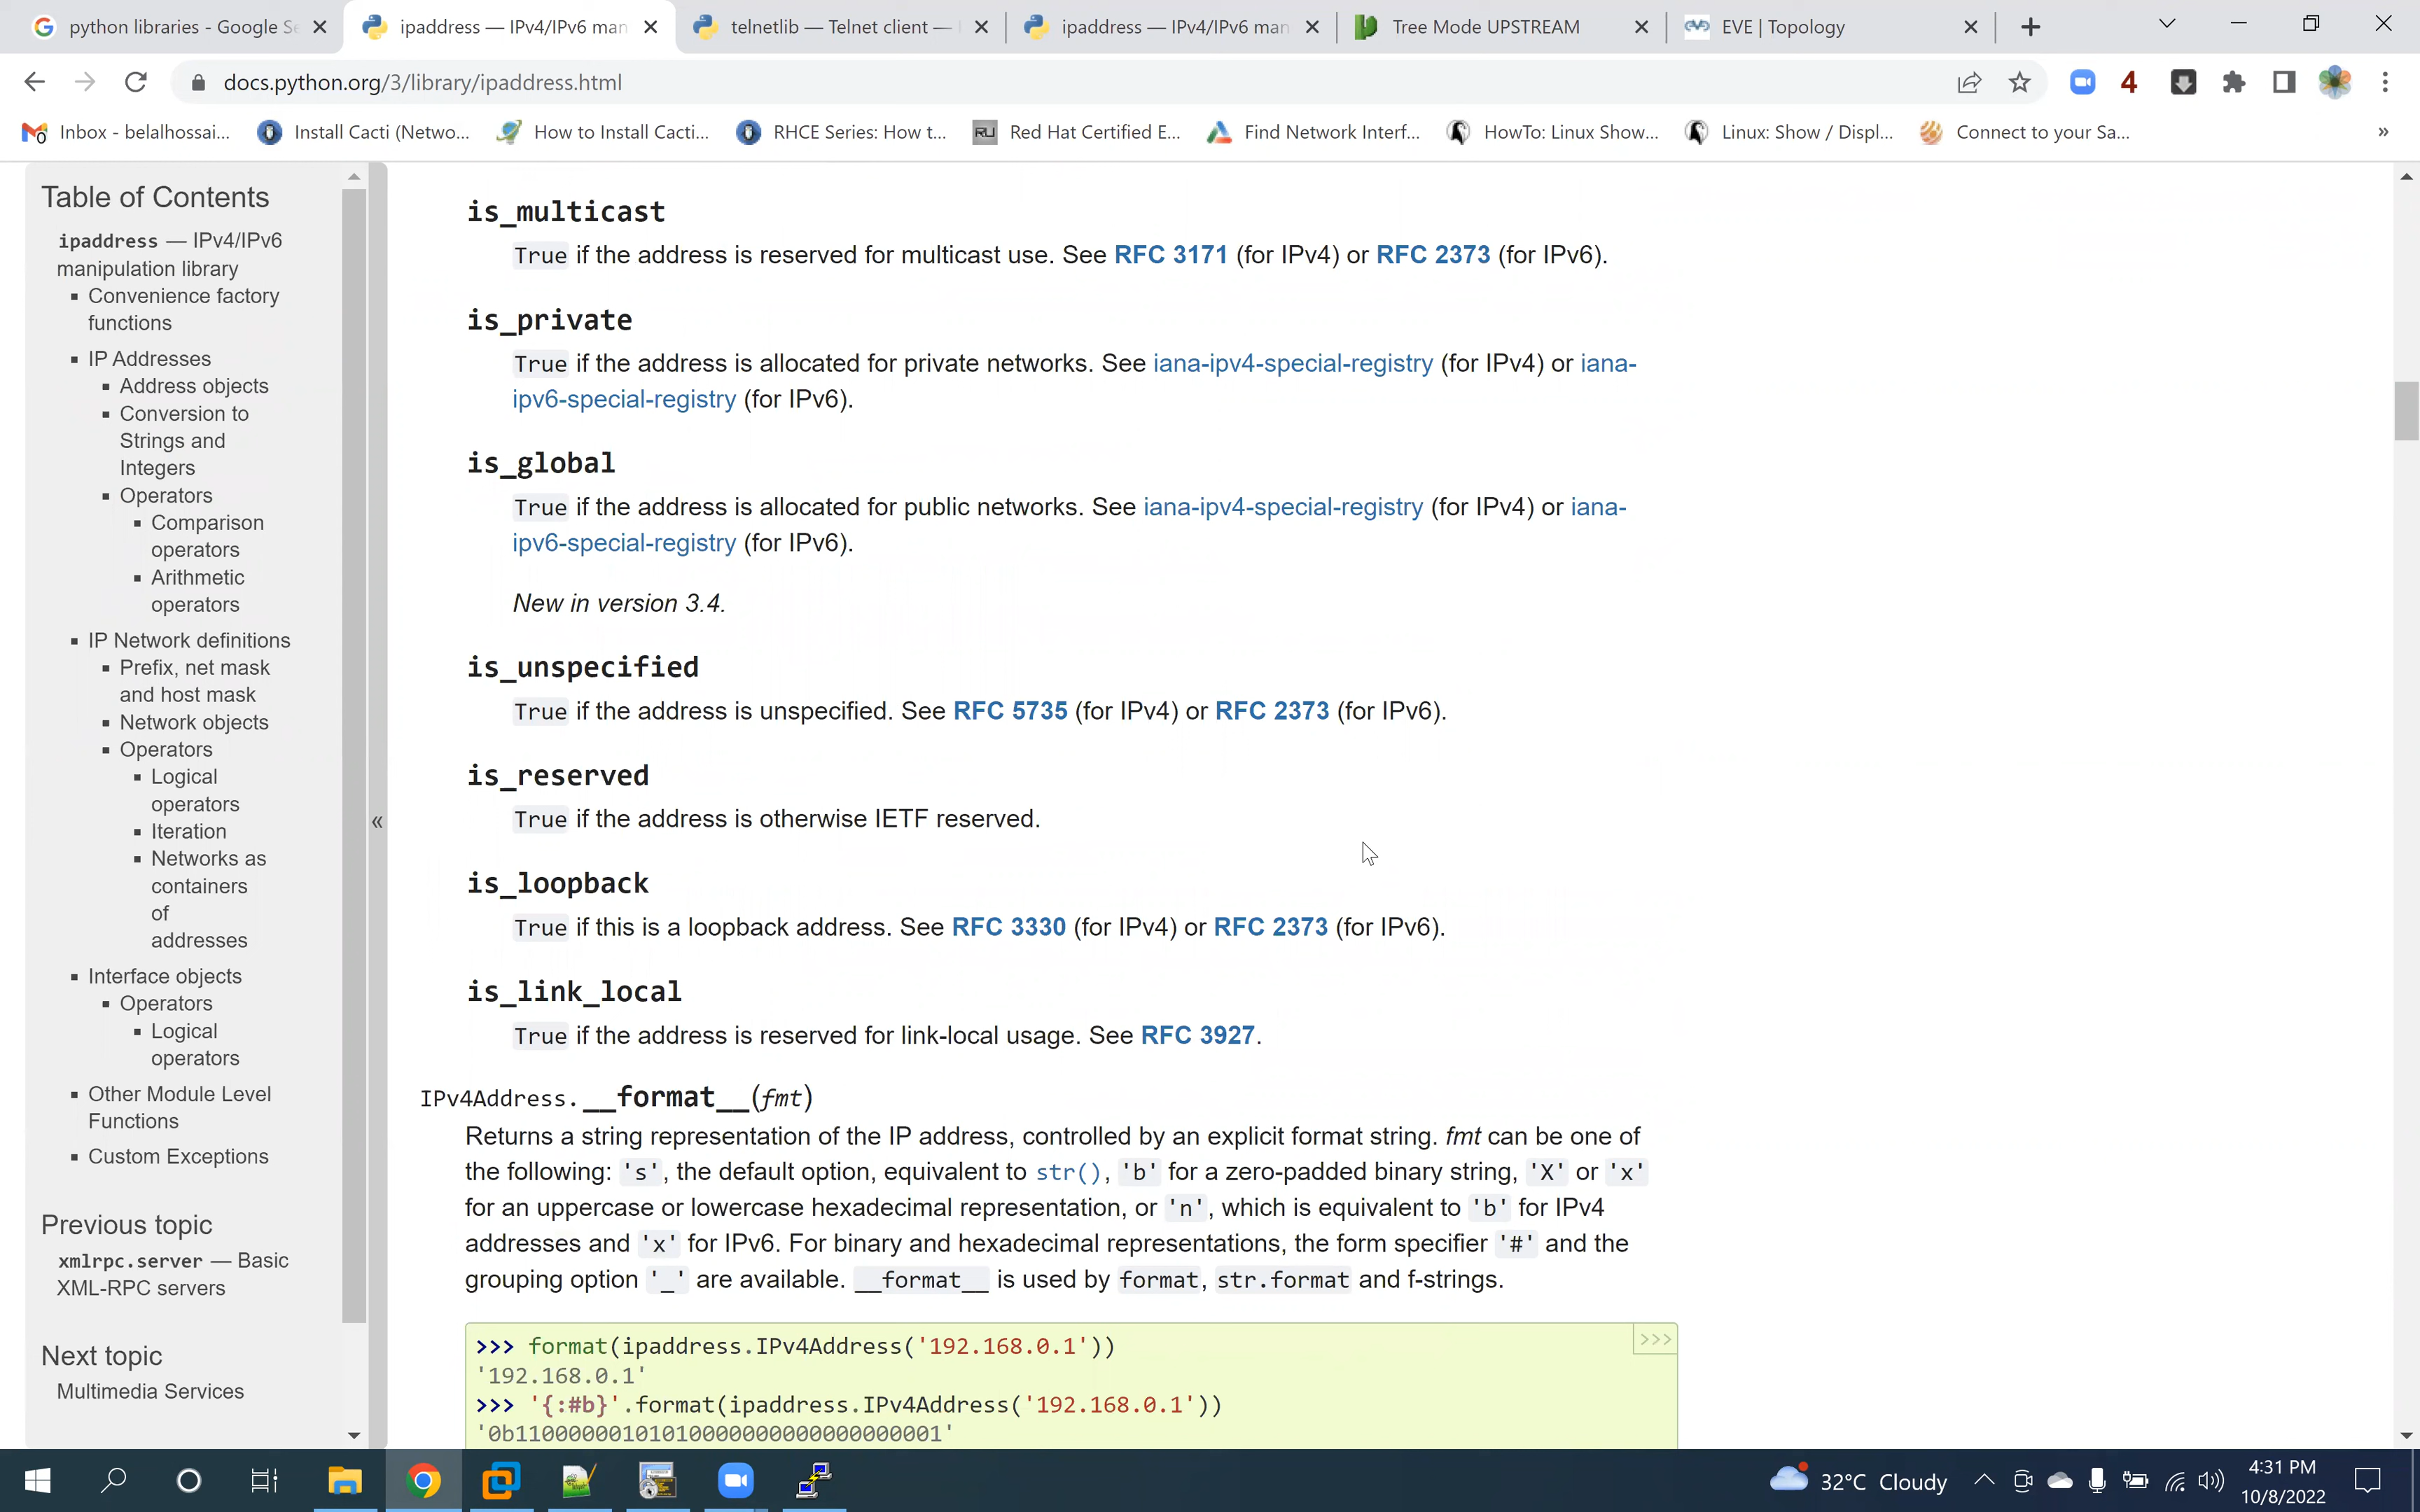 python libraries - Google Se
ipaddress — IPv4/IPv6 man
telnetlib — Telnet client —
ipaddress — IPv4/IPv6 man
Tree Mode UPSTREAM
EVE | Topology
docs.python.org/3/library/ipaddress.html
4
Inbox - belalhossai...
Install Cacti (Netwo...
How to Install Cacti...
RHCE Series: How t...
RU
Red Hat Certified E...
Find Network Interf...
HowTo: Linux Show...
Linux: Show / Displ...
Connect to your Sa...
»
Table of Contents
ipaddress — IPv4/IPv6
manipulation library
Convenience factory
functions
IP Addresses
Address objects
Conversion to
Strings and
Integers
Operators
Comparison
operators
Arithmetic
operators
IP Network definitions
Prefix, net mask
and host mask
Network objects
Operators
Logical
operators
Iteration
Networks as
containers
of
addresses
Interface objects
Operators
Logical
operators
Other Module Level
Functions
Custom Exceptions
Previous topic
xmlrpc.server — Basic
XML-RPC servers
Next topic
Multimedia Services
«
is_multicast
True if the address is reserved for multicast use. See RFC 3171 (for IPv4) or RFC 2373 (for IPv6).
is_private
True if the address is allocated for private networks. See iana-ipv4-special-registry (for IPv4) or iana-
ipv6-special-registry (for IPv6).
is_global
True if the address is allocated for public networks. See iana-ipv4-special-registry (for IPv4) or iana-
ipv6-special-registry (for IPv6).
New in version 3.4.
is_unspecified
True if the address is unspecified. See RFC 5735 (for IPv4) or RFC 2373 (for IPv6).
is_reserved
True if the address is otherwise IETF reserved.
is_loopback
True if this is a loopback address. See RFC 3330 (for IPv4) or RFC 2373 (for IPv6).
is_link_local
True if the address is reserved for link-local usage. See RFC 3927.
IPv4Address.__format__(fmt)
Returns a string representation of the IP address, controlled by an explicit format string. fmt can be one of
the following: 's', the default option, equivalent to str(), 'b' for a zero-padded binary string, 'X' or 'x'
for an uppercase or lowercase hexadecimal representation, or 'n', which is equivalent to 'b' for IPv4
addresses and 'x' for IPv6. For binary and hexadecimal representations, the form specifier '#' and the
grouping option '_' are available. __format__ is used by format, str.format and f-strings.
>>>
>>> format(ipaddress.IPv4Address('192.168.0.1'))
'192.168.0.1'
>>> '{:#b}'.format(ipaddress.IPv4Address('192.168.0.1'))
'0b11000000101010000000000000000001'
32°C Cloudy
4:31 PM
10/8/2022